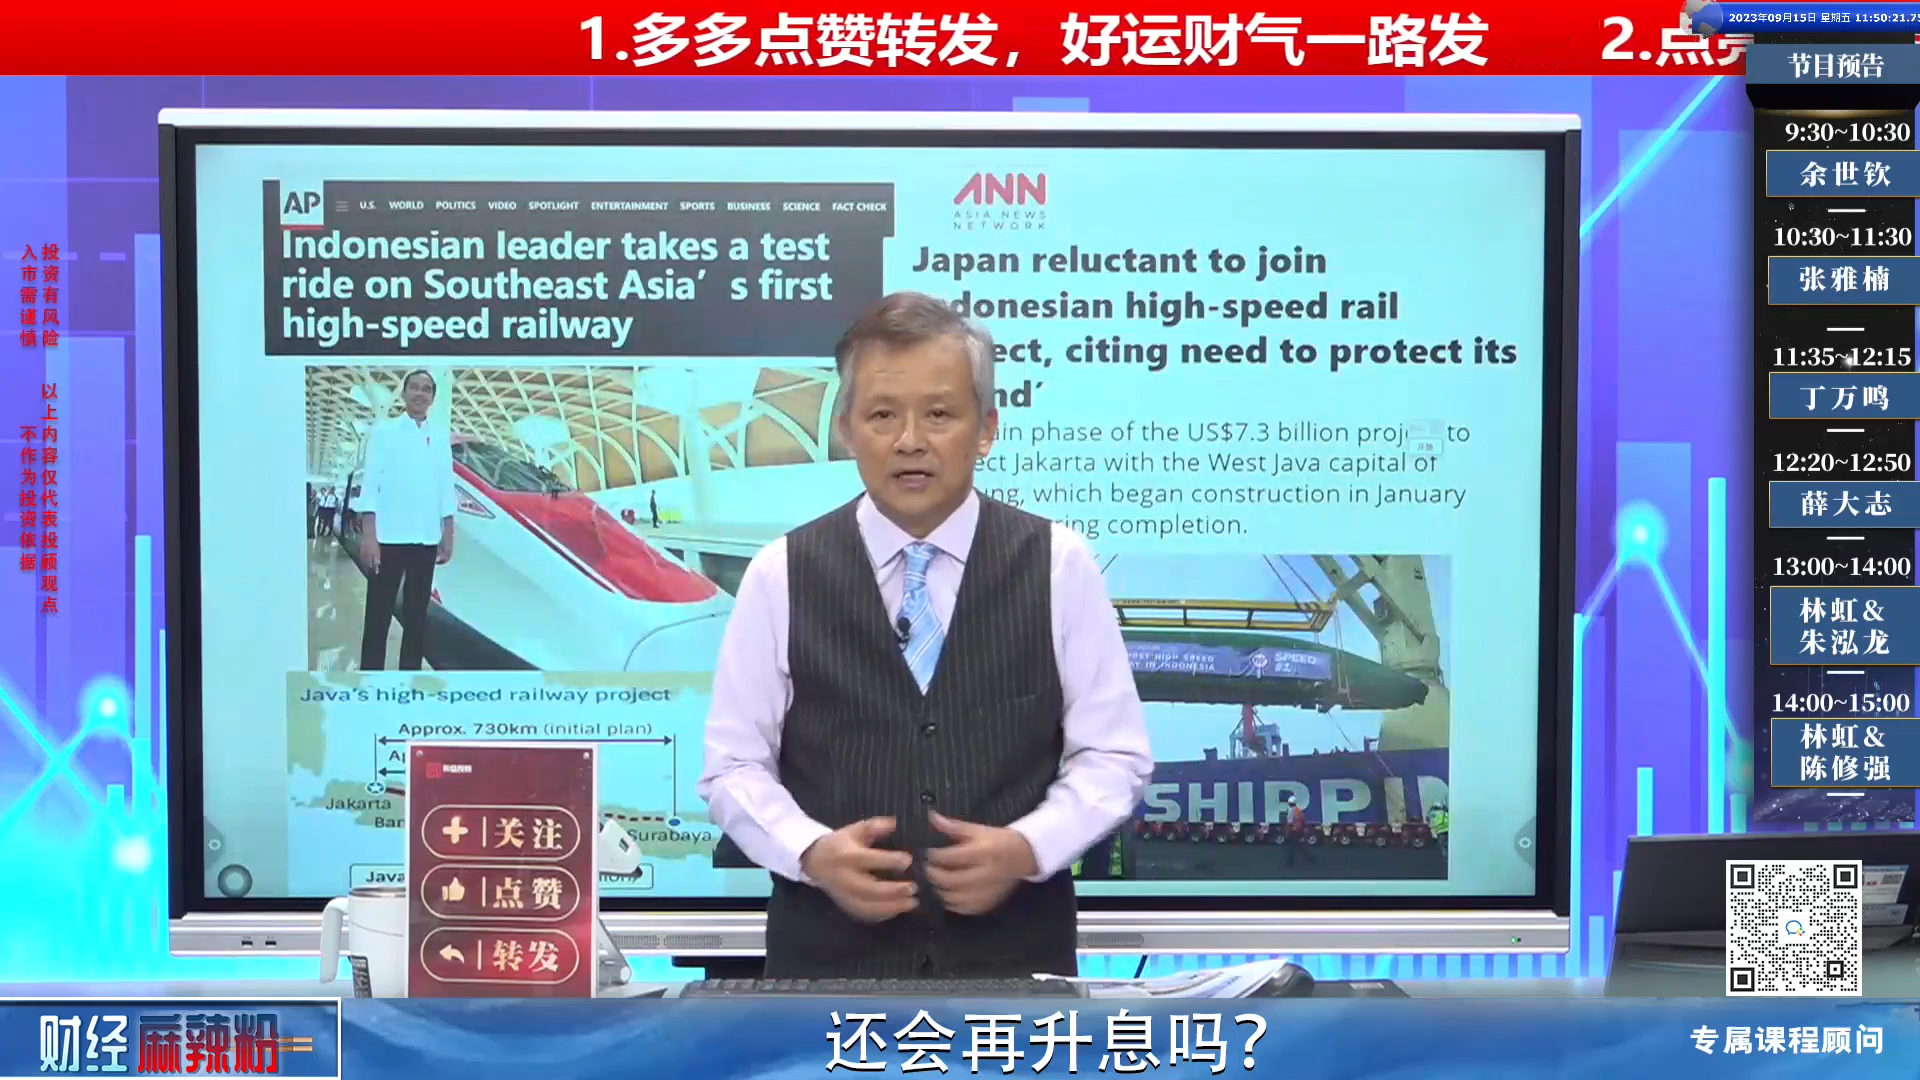 1.多多点赞转发，好运财气一路发
2.点
2023年09月15日 星期五 11:50:21.75
节目预告
9:30~10:30
余世钦
10:30~11:30
张雅楠
11:35~12:15
丁万鸣
12:20~12:50
薛大志
13:00~14:00
林虹&
朱泓龙
14:00~15:00
林虹&
陈修强
投资有风险
入市需谨慎
以上内容仅代表投顾观点
不作为投资依据
AP
U.S. WORLD POLITICS VIDEO SPOTLIGHT ENTERTAINMENT SPORTS BUSINESS SCIENCE FACT CHECK
Indonesian leader takes a test
ride on Southeast Asia’s first
high-speed railway
ANN
ASIA NEWS
NETWORK
Japan reluctant to join
donesian high-speed rail
ect, citing need to protect its
nd′
ain phase of the US$7.3 billion proj to
ect Jakarta with the West Java capital of
ng, which began construction in January
ring completion.
SPEED
IN INDONESIA
SHIPPIN
Java’s high-speed railway project
Approx. 730km (initial plan)
Jakarta
Surabaya
Java
关注
点赞
转发
财经麻辣粉
还会再升息吗？
专属课程顾问